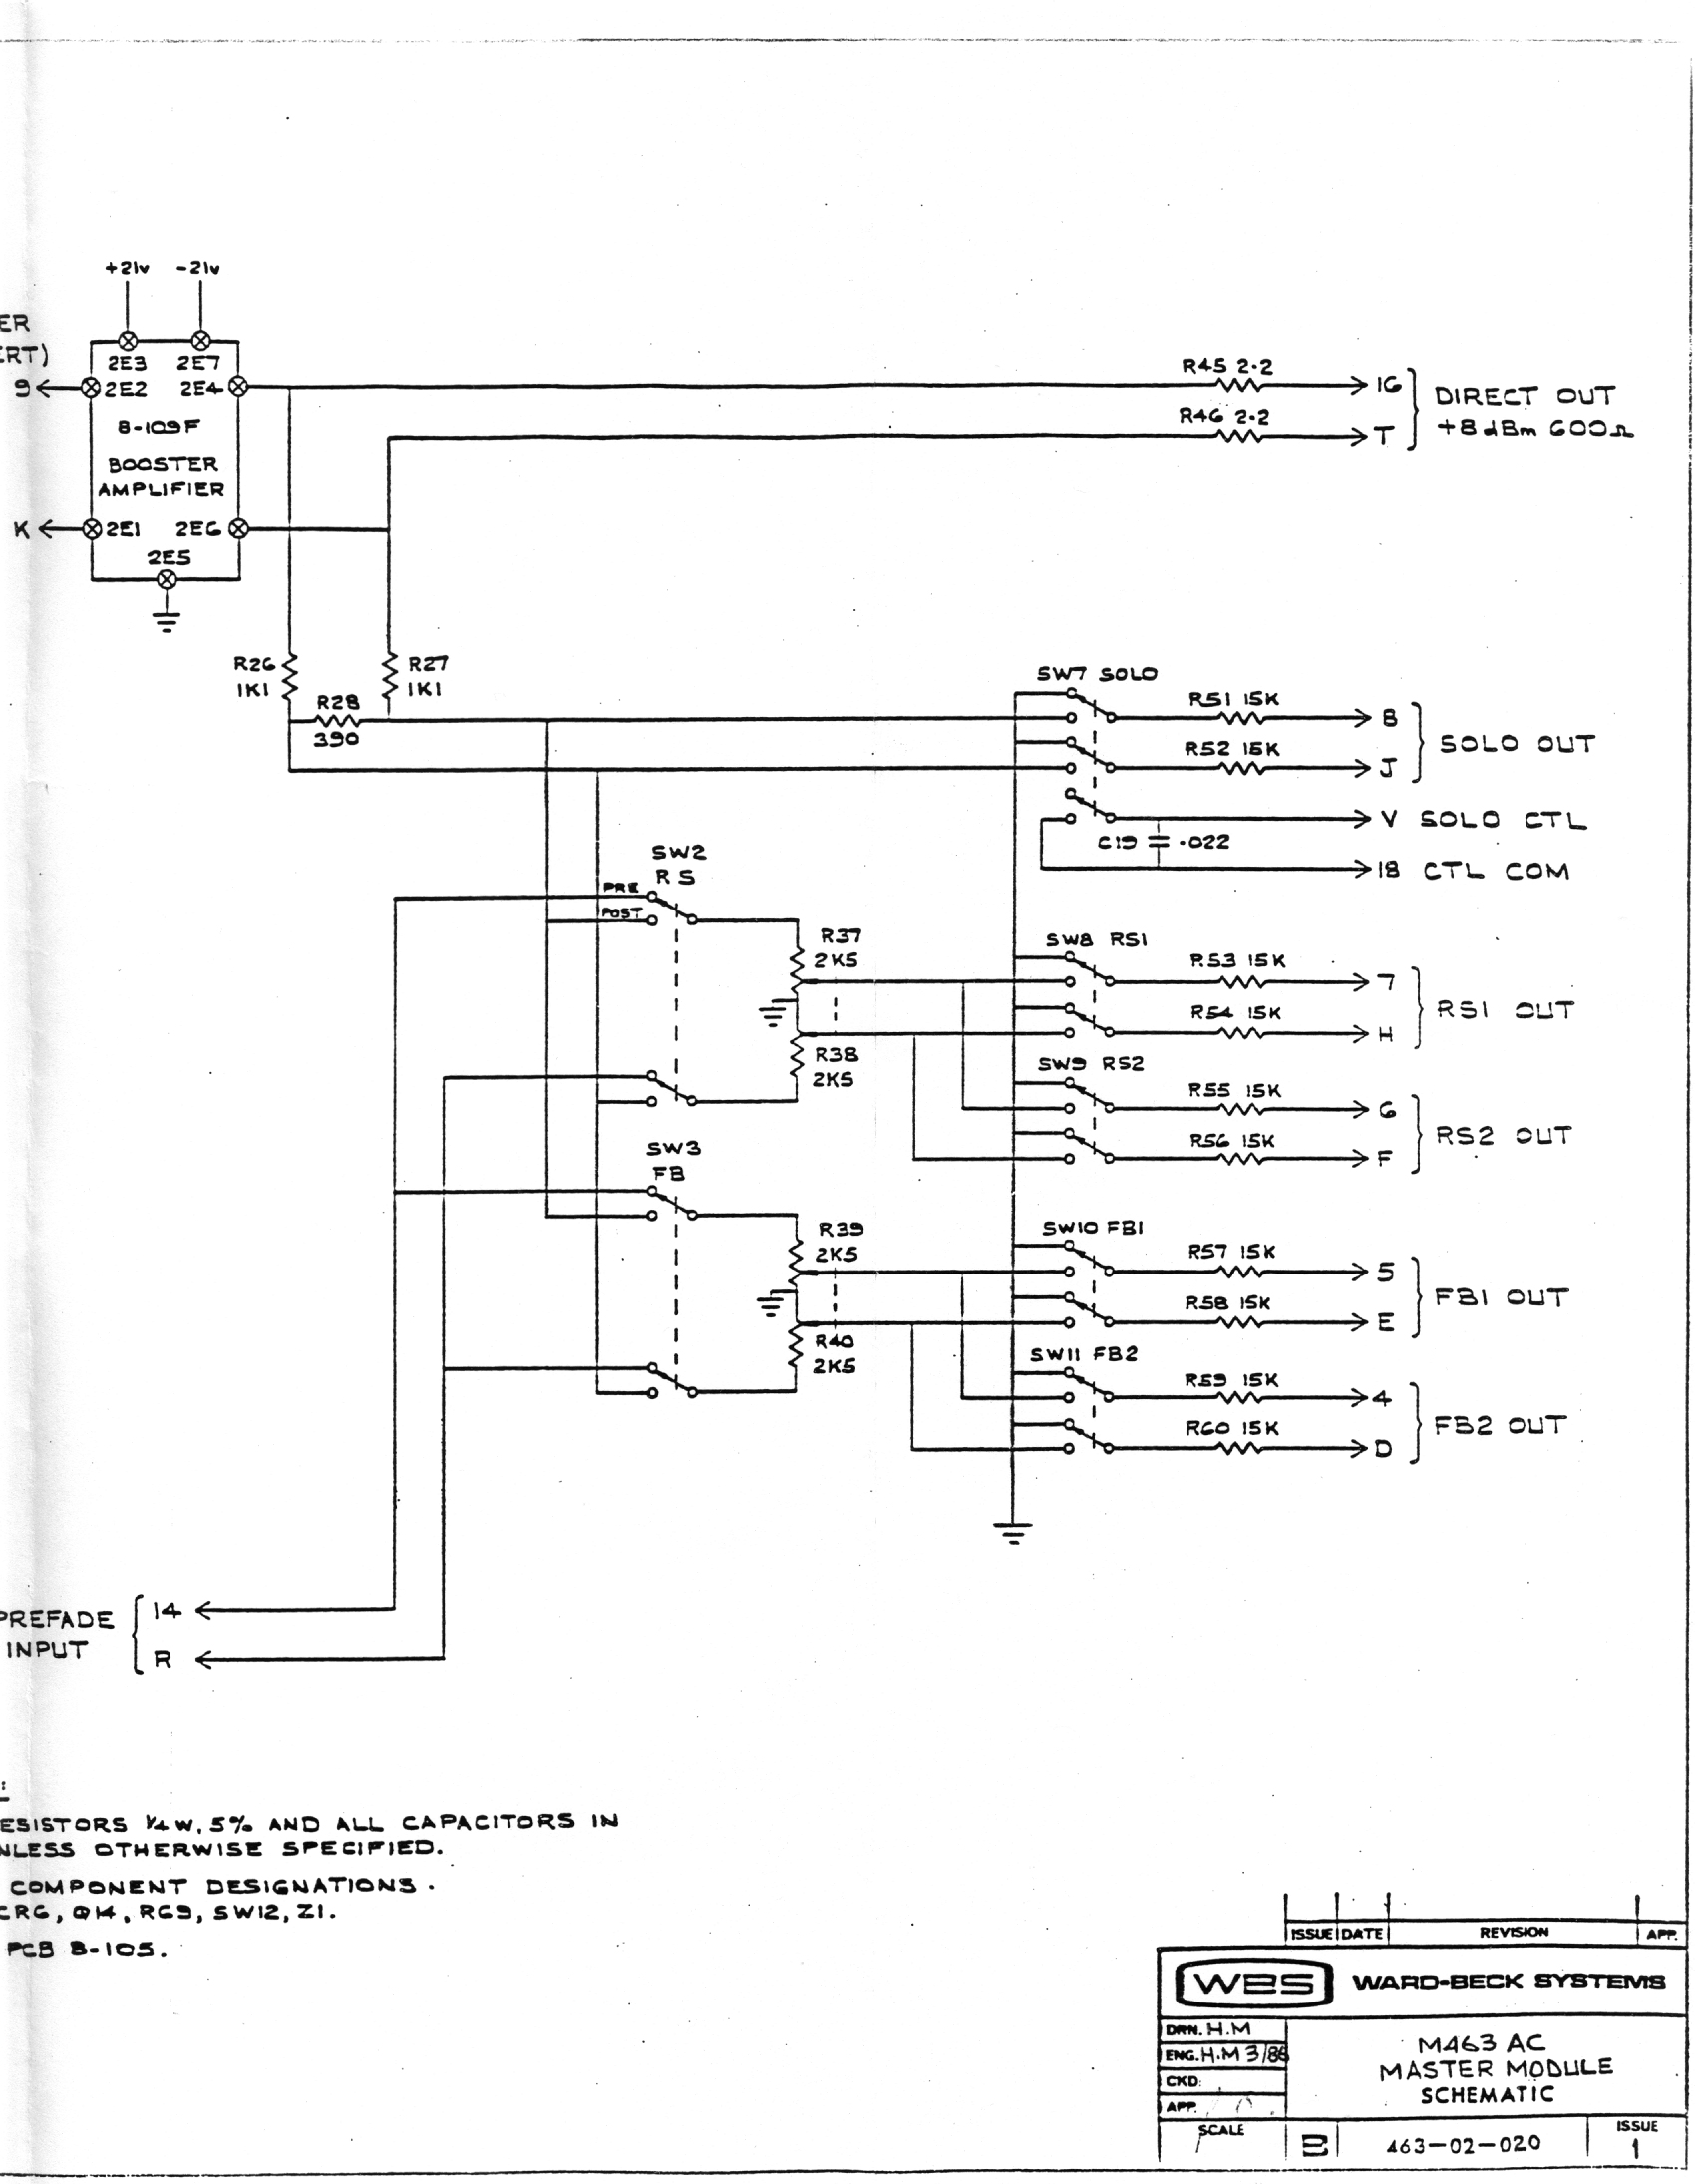 +21v -21v
ER
ERT)
2E3 2E7
9 2E2 2E4
8-109F
BOOSTER
AMPLIFIER
K 2E1 2E6
2E5
R45 2·2
16
R46 2·2
T
DIRECT OUT
+8dBm 600Ω
R26
1K1
R27
1K1
R28
390
SW7 SOLO
R51 15K
B
R52 15K
J
SOLO OUT
V SOLO CTL
C19 ·022
18 CTL COM
SW2
RS
PRE
POST
R37
2K5
R38
2K5
SW8 RS1
R53 15K
7
R54 15K
H
RS1 OUT
SW9 RS2
R55 15K
6
R56 15K
F
RS2 OUT
SW3
FB
R39
2K5
R40
2K5
SW10 FB1
R57 15K
5
R58 15K
E
FB1 OUT
SW11 FB2
R59 15K
4
R60 15K
D
FB2 OUT
PREFADE
INPUT
14
R
:
ESISTORS ¼W, 5% AND ALL CAPACITORS IN
NLESS OTHERWISE SPECIFIED.
COMPONENT DESIGNATIONS.
CR6, Q14, R69, SW12, Z1.
PCB B-105.
ISSUE DATE REVISION APP.
WBS WARD-BECK SYSTEMS
DRN. H.M
ENG. H.M 3/86
CKD:
APP.
M463 AC
MASTER MODULE
SCHEMATIC
SCALE
B
463-02-020
ISSUE
1